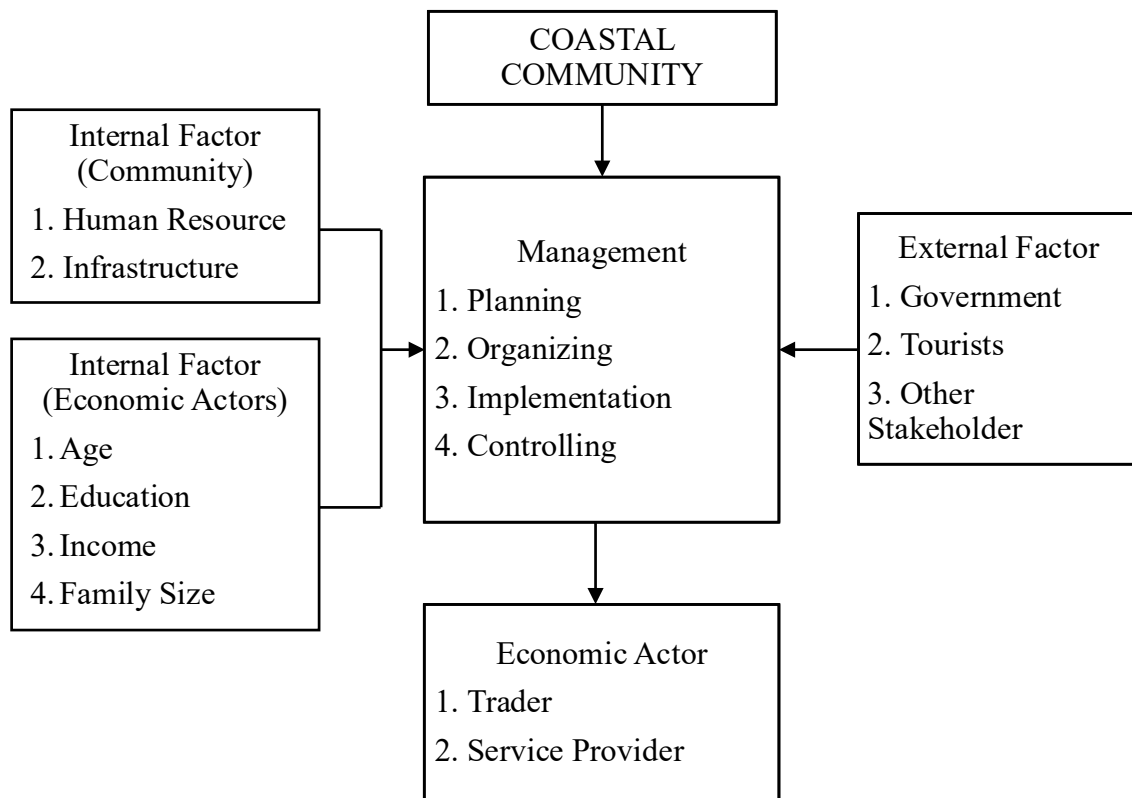 COASTAL
COMMUNITY
Internal Factor
(Community)
1. Human Resource
2. Infrastructure
Internal Factor
(Economic Actors)
1. Age
2. Education
3. Income
4. Family Size
Management
1. Planning
2. Organizing
3. Implementation
4. Controlling
External Factor
1. Government
2. Tourists
3. Other
Stakeholder
Economic Actor
1. Trader
2. Service Provider